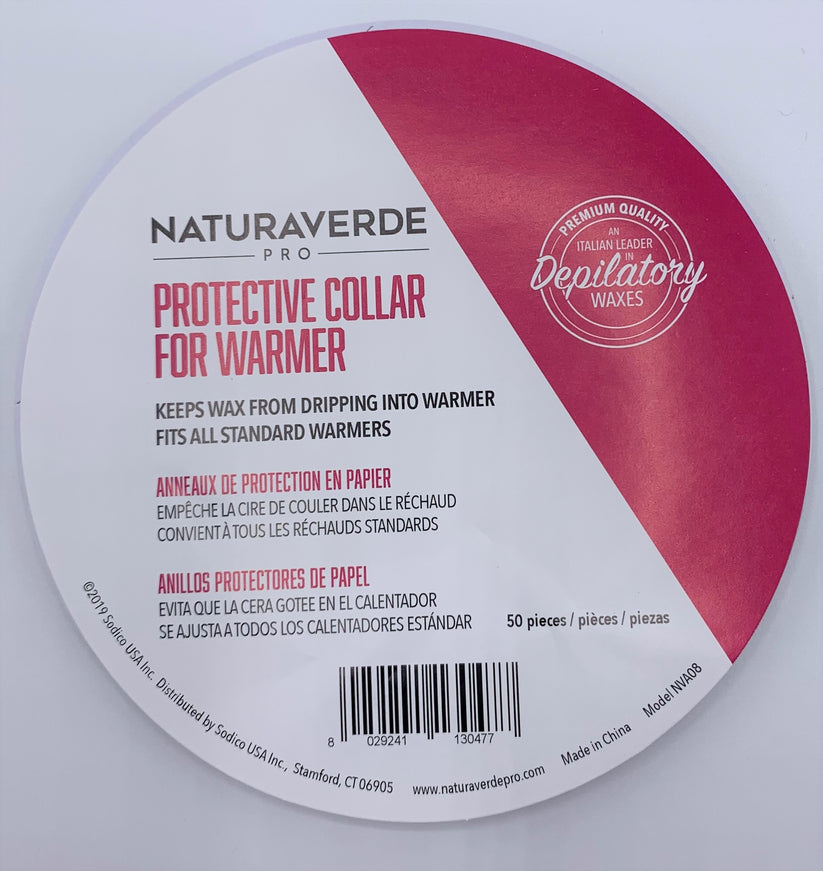 NATURAVERDE
PRO
PROTECTIVE COLLAR
FOR WARMER
KEEPS WAX FROM DRIPPING INTO WARMER
FITS ALL STANDARD WARMERS
ANNEAUX DE PROTECTION EN PAPIER
EMPÊCHE LA CIRE DE COULER DANS LE RÉCHAUD
CONVIENT À TOUS LES RÉCHAUDS STANDARDS
ANILLOS PROTECTORES DE PAPEL
EVITA QUE LA CERA GOTEE EN EL CALENTADOR
SE AJUSTA A TODOS LOS CALENTADORES ESTÁNDAR
50 pieces / pièces / piezas
PREMIUM QUALITY
AN
ITALIAN LEADER
IN
Depilatory
WAXES
8 029241 130477
©2019 Sodico USA Inc. Distributed by Sodico USA Inc., Stamford, CT 06905 www.naturaverdepro.com Made in China Model NVA08